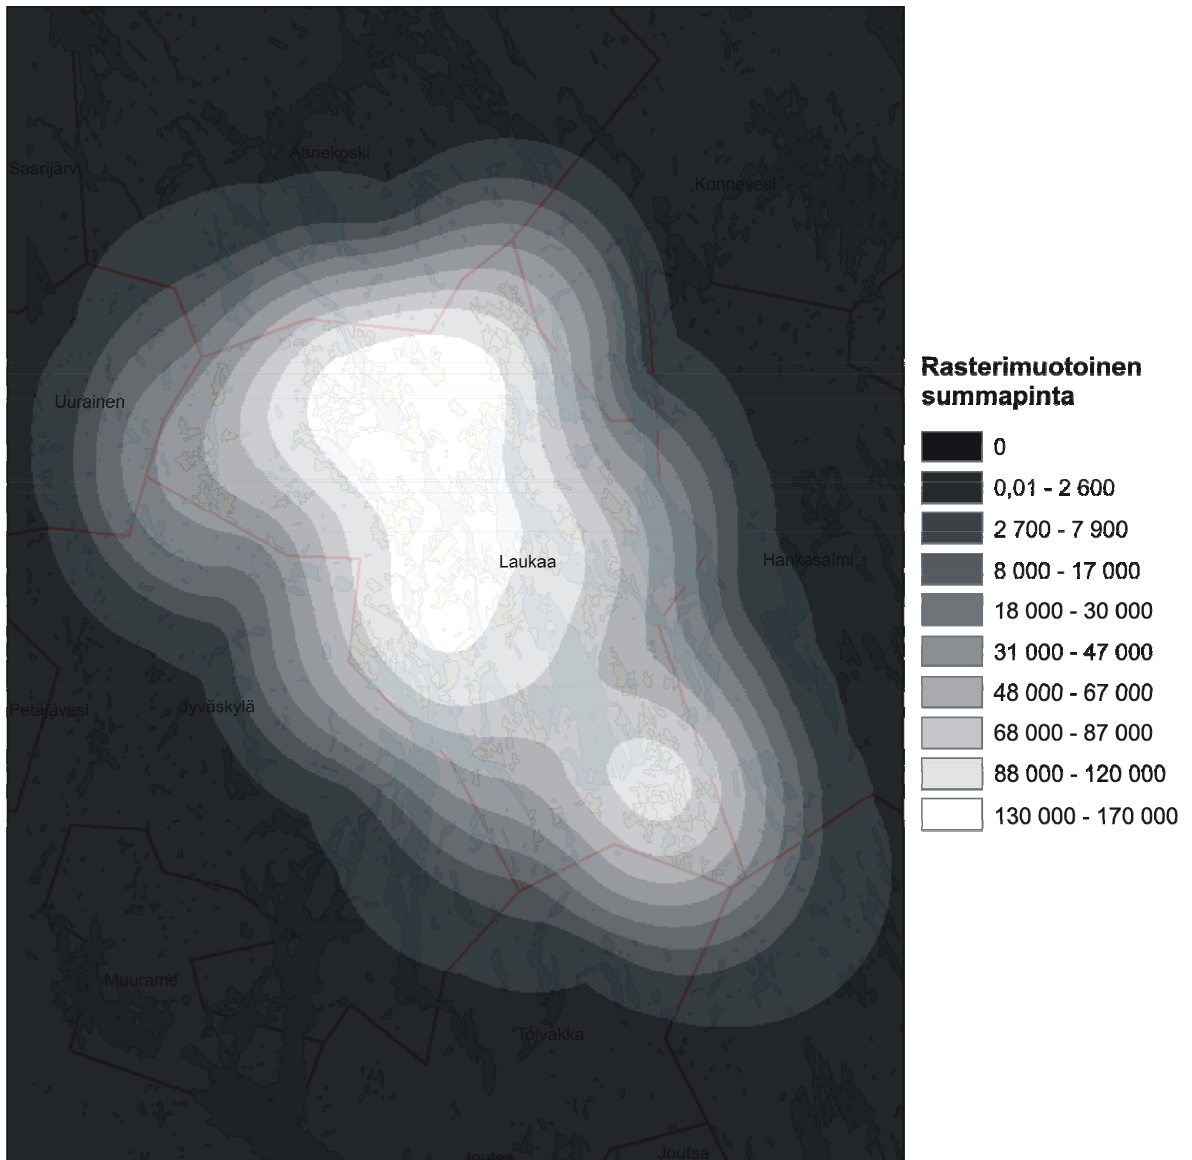 Äänekoski
Saarijärvi
Konnevesi
Uurainen
Laukaa
Hankasalmi
Petäjävesi
Jyväskylä
Muurame
Toivakka
Joutsa
Joutsa
Rasterimuotoinen
summapinta
0
0,01 - 2 600
2 700 - 7 900
8 000 - 17 000
18 000 - 30 000
31 000 - 47 000
48 000 - 67 000
68 000 - 87 000
88 000 - 120 000
130 000 - 170 000